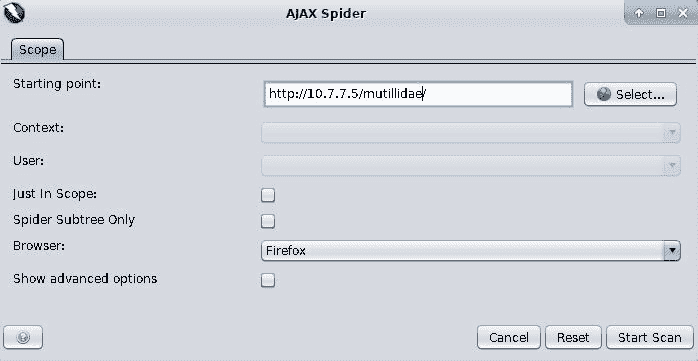 AJAX Spider
Scope
Starting point:
http://10.7.7.5/mutillidae/
Select...
Context:
User:
Just In Scope:
Spider Subtree Only
Browser:
Firefox
Show advanced options
?
Cancel
Reset
Start Scan